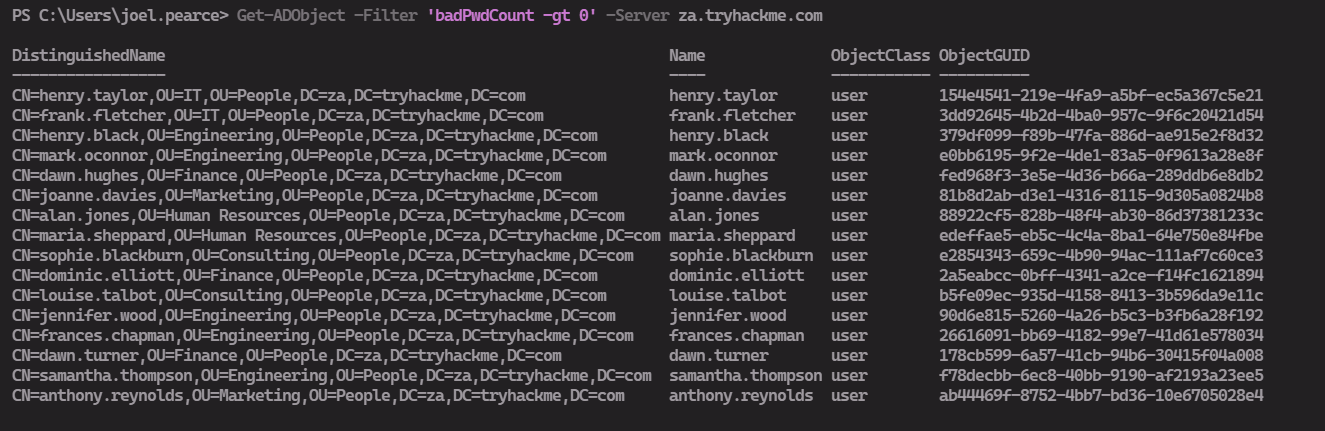 PS C:\Users\joel.pearce> Get-ADObject -Filter 'badPwdCount -gt 0' -Server za.tryhackme.com
DistinguishedName Name ObjectClass ObjectGUID
----------------- ---- ----------- ----------
CN=henry.taylor,OU=IT,OU=People,DC=za,DC=tryhackme,DC=com henry.taylor user 154e4541-219e-4fa9-a5bf-ec5a367c5e21
CN=frank.fletcher,OU=IT,OU=People,DC=za,DC=tryhackme,DC=com frank.fletcher user 3dd92645-4b2d-4ba0-957c-9f6c20421d54
CN=henry.black,OU=Engineering,OU=People,DC=za,DC=tryhackme,DC=com henry.black user 379df099-f89b-47fa-886d-ae915e2f8d32
CN=mark.oconnor,OU=Engineering,OU=People,DC=za,DC=tryhackme,DC=com mark.oconnor user e0bb6195-9f2e-4de1-83a5-0f9613a28e8f
CN=dawn.hughes,OU=Finance,OU=People,DC=za,DC=tryhackme,DC=com dawn.hughes user fed968f3-3e5e-4d36-b66a-289ddb6e8db2
CN=joanne.davies,OU=Marketing,OU=People,DC=za,DC=tryhackme,DC=com joanne.davies user 81b8d2ab-d3e1-4316-8115-9d305a0824b8
CN=alan.jones,OU=Human Resources,OU=People,DC=za,DC=tryhackme,DC=com alan.jones user 88922cf5-828b-48f4-ab30-86d37381233c
CN=maria.sheppard,OU=Human Resources,OU=People,DC=za,DC=tryhackme,DC=com maria.sheppard user edeffae5-eb5c-4c4a-8ba1-64e750e84fbe
CN=sophie.blackburn,OU=Consulting,OU=People,DC=za,DC=tryhackme,DC=com sophie.blackburn user e2854343-659c-4b90-94ac-111af7c60ce3
CN=dominic.elliott,OU=Finance,OU=People,DC=za,DC=tryhackme,DC=com dominic.elliott user 2a5eabcc-0bff-4341-a2ce-f14fc1621894
CN=louise.talbot,OU=Consulting,OU=People,DC=za,DC=tryhackme,DC=com louise.talbot user b5fe09ec-935d-4158-8413-3b596da9e11c
CN=jennifer.wood,OU=Engineering,OU=People,DC=za,DC=tryhackme,DC=com jennifer.wood user 90d6e815-5260-4a26-b5c3-b3fb6a28f192
CN=frances.chapman,OU=Engineering,OU=People,DC=za,DC=tryhackme,DC=com frances.chapman user 26616091-bb69-4182-99e7-41d61e578034
CN=dawn.turner,OU=Finance,OU=People,DC=za,DC=tryhackme,DC=com dawn.turner user 178cb599-6a57-41cb-94b6-30415f04a008
CN=samantha.thompson,OU=Engineering,OU=People,DC=za,DC=tryhackme,DC=com samantha.thompson user f78decbb-6ec8-40bb-9190-af2193a23ee5
CN=anthony.reynolds,OU=Marketing,OU=People,DC=za,DC=tryhackme,DC=com anthony.reynolds user ab44469f-8752-4bb7-bd36-10e6705028e4